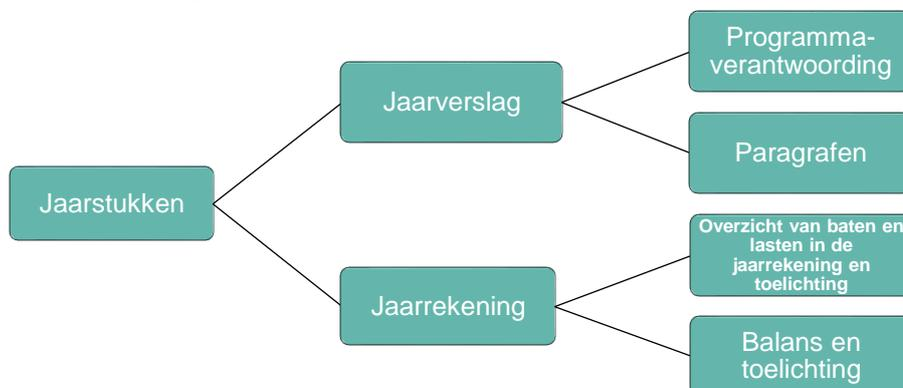 Jaarstukken
Jaarverslag
Programma-
verantwoording
Paragrafen
Jaarrekening
Overzicht van baten en
lasten in de
jaarrekening en
toelichting
Balans en
toelichting